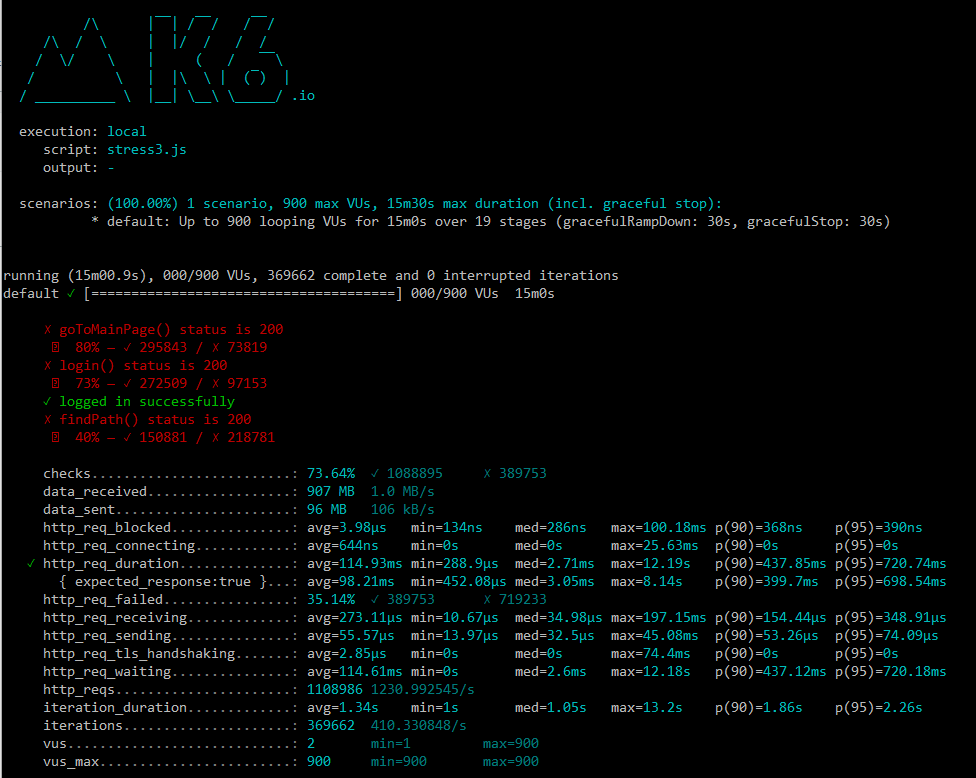 .io
execution: local
script: stress3.js
output: -
scenarios: (100.00%) 1 scenario, 900 max VUs, 15m30s max duration (incl. graceful stop):
* default: Up to 900 looping VUs for 15m0s over 19 stages (gracefulRampDown: 30s, gracefulStop: 30s)
running (15m00.9s), 000/900 VUs, 369662 complete and 0 interrupted iterations
default ✓ [======================================] 000/900 VUs  15m0s
✗ goToMainPage() status is 200
80% — ✓ 295843 / ✗ 73819
✗ login() status is 200
73% — ✓ 272509 / ✗ 97153
✓ logged in successfully
✗ findPath() status is 200
40% — ✓ 150881 / ✗ 218781
checks.........................: 73.64%  ✓ 1088895     ✗ 389753
data_received..................: 907 MB  1.0 MB/s
data_sent......................: 96 MB   106 kB/s
http_req_blocked...............: avg=3.98µs   min=134ns    med=286ns   max=100.18ms p(90)=368ns    p(95)=390ns
http_req_connecting............: avg=644ns    min=0s       med=0s      max=25.63ms  p(90)=0s       p(95)=0s
✓ http_req_duration..............: avg=114.93ms min=288.9µs  med=2.71ms  max=12.19s   p(90)=437.85ms p(95)=720.74ms
{ expected_response:true }...: avg=98.21ms  min=452.08µs med=3.05ms  max=8.14s    p(90)=399.7ms  p(95)=698.54ms
http_req_failed................: 35.14%  ✓ 389753      ✗ 719233
http_req_receiving.............: avg=273.11µs min=10.67µs  med=34.98µs max=197.15ms p(90)=154.44µs p(95)=348.91µs
http_req_sending...............: avg=55.57µs  min=13.97µs  med=32.5µs  max=45.08ms  p(90)=53.26µs  p(95)=74.09µs
http_req_tls_handshaking.......: avg=2.85µs   min=0s       med=0s      max=74.4ms   p(90)=0s       p(95)=0s
http_req_waiting...............: avg=114.61ms min=0s       med=2.6ms   max=12.18s   p(90)=437.12ms p(95)=720.18ms
http_reqs......................: 1108986 1230.992545/s
iteration_duration.............: avg=1.34s    min=1s       med=1.05s   max=13.2s    p(90)=1.86s    p(95)=2.26s
iterations.....................: 369662  410.330848/s
vus............................: 2       min=1         max=900
vus_max........................: 900     min=900       max=900